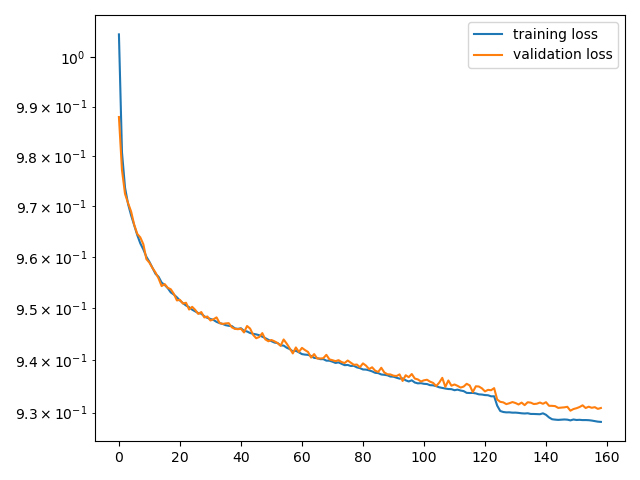 training loss
validation loss
10⁰
9.9 × 10⁻¹
9.8 × 10⁻¹
9.7 × 10⁻¹
9.6 × 10⁻¹
9.5 × 10⁻¹
9.4 × 10⁻¹
9.3 × 10⁻¹
0 20 40 60 80 100 120 140 160